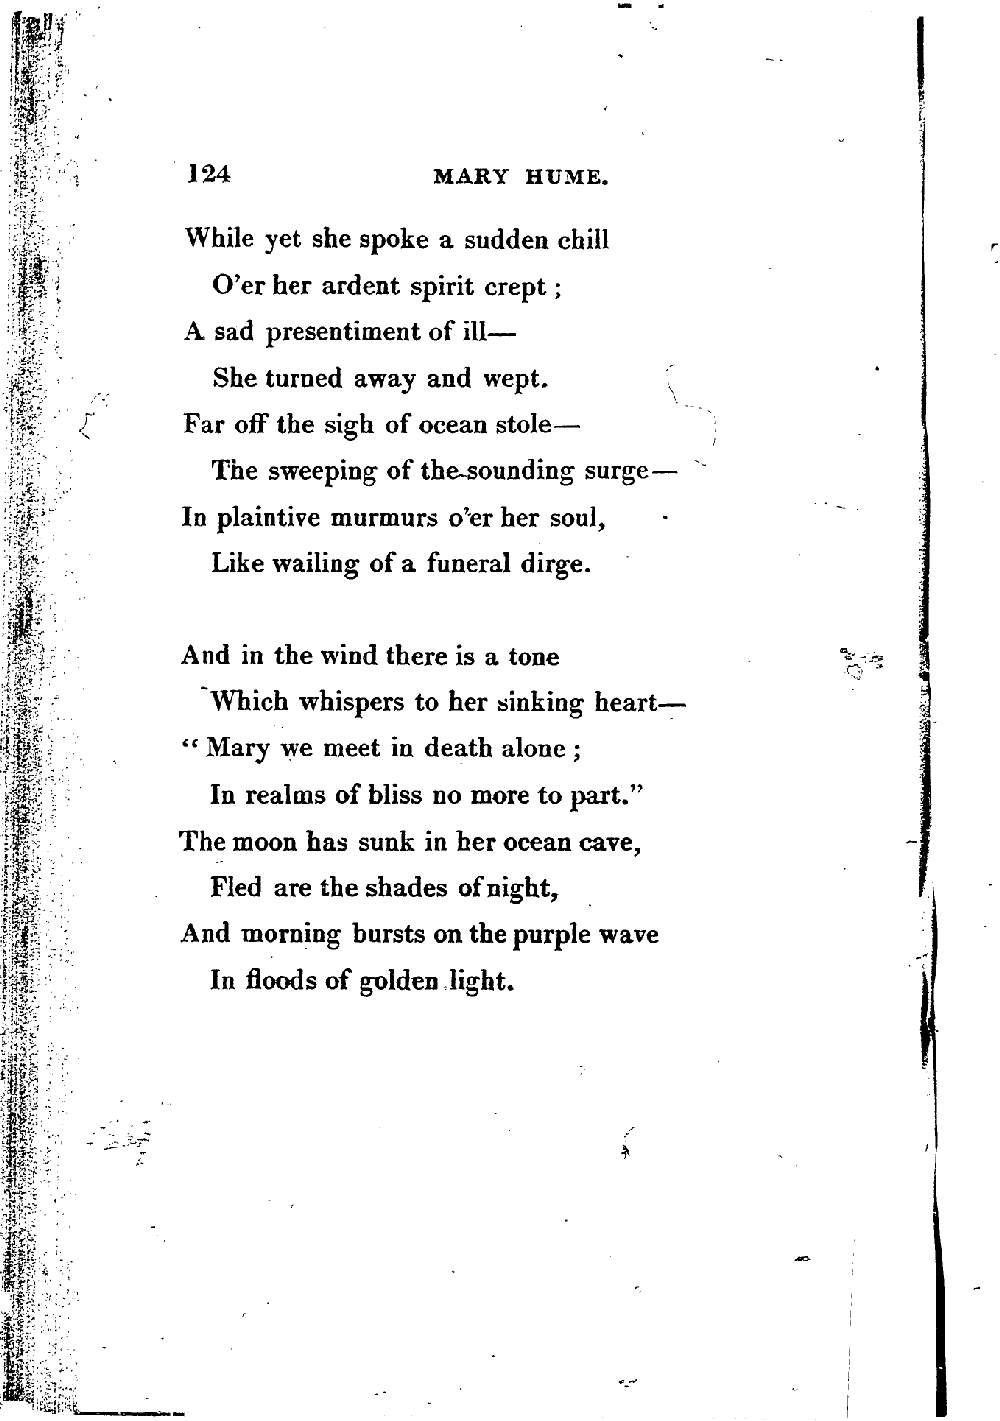 124 MARY HUME.
While yet she spoke a sudden chill
O'er her ardent spirit crept ;
A sad presentiment of ill—
She turned away and wept.
Far off the sigh of ocean stole—
The sweeping of the sounding surge—
In plaintive murmurs o'er her soul,
Like wailing of a funeral dirge.

And in the wind there is a tone
Which whispers to her sinking heart—
“ Mary we meet in death alone ;
In realms of bliss no more to part.”
The moon has sunk in her ocean cave,
Fled are the shades of night,
And morning bursts on the purple wave
In floods of golden light.